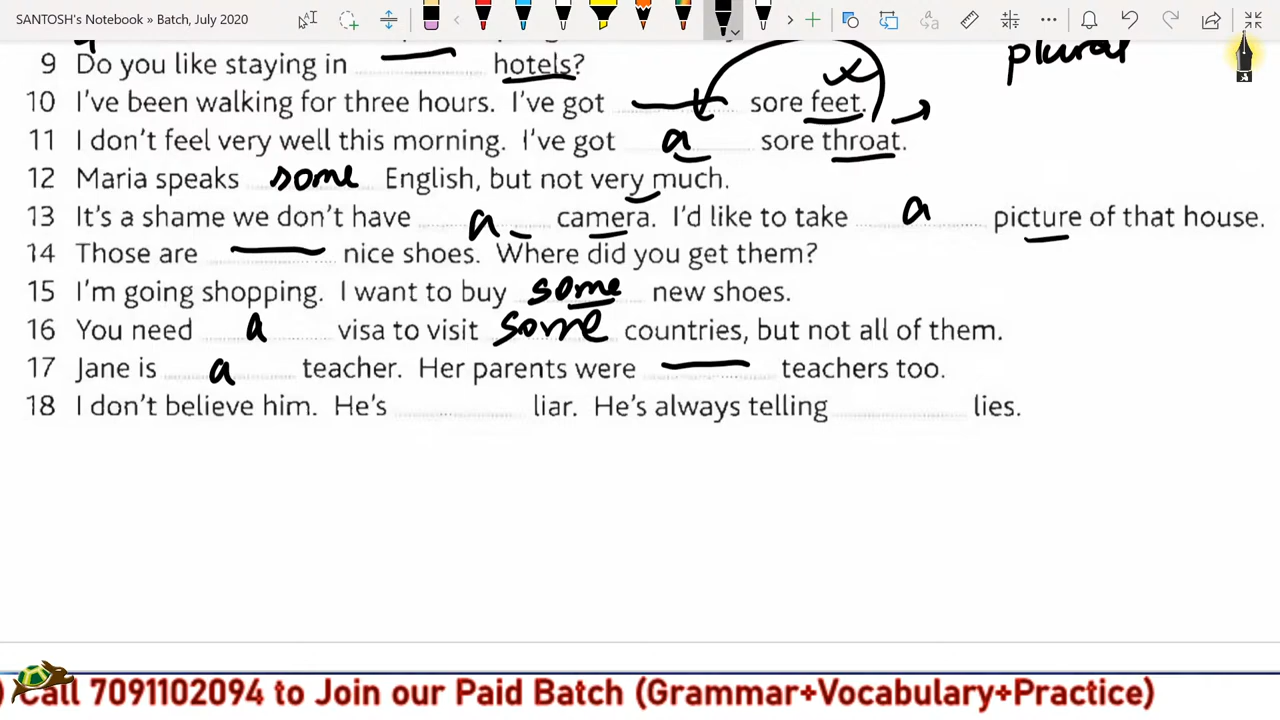 SANTOSH's Notebook » Batch, July 2020
plural
9 Do you like staying in — hotels?
10 I've been walking for three hours. I've got — sore feet.
11 I don't feel very well this morning. I've got a sore throat.
12 Maria speaks some English, but not very much.
13 It's a shame we don't have a camera. I'd like to take a picture of that house.
14 Those are — nice shoes. Where did you get them?
15 I'm going shopping. I want to buy some new shoes.
16 You need a visa to visit some countries, but not all of them.
17 Jane is a teacher. Her parents were — teachers too.
18 I don't believe him. He's ............ liar. He's always telling ............ lies.
) Call 7091102094 to Join our Paid Batch (Grammar+Vocabulary+Practice)